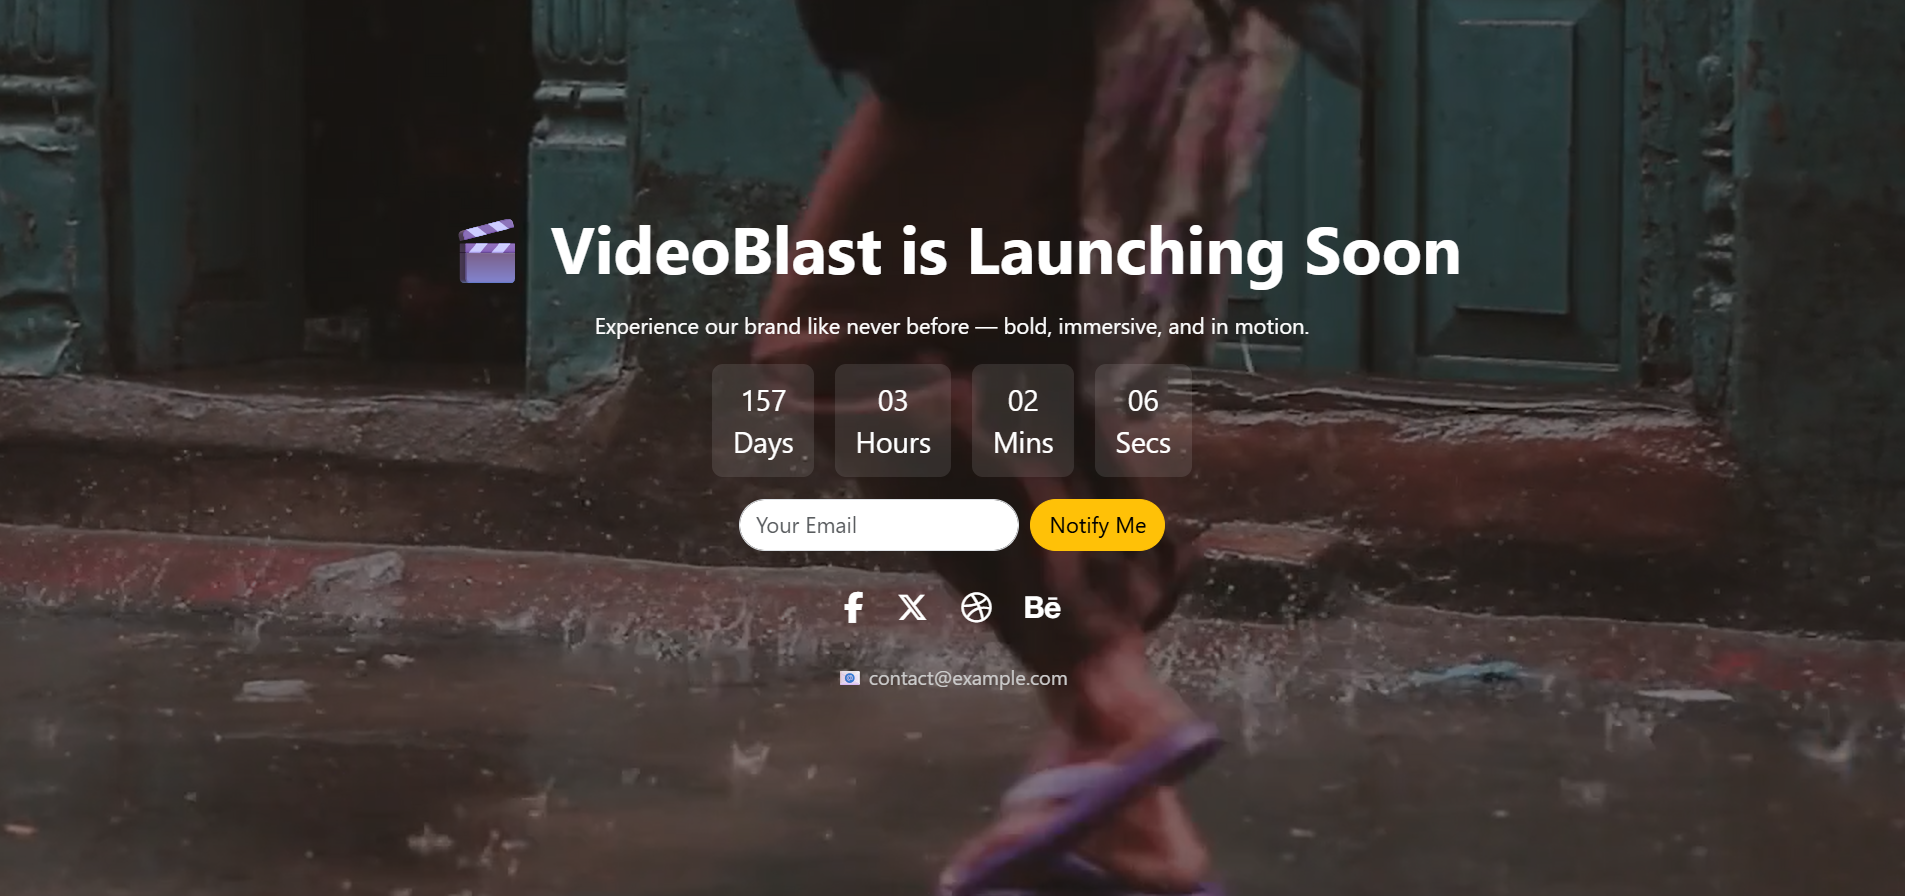 🎬 VideoBlast is Launching Soon
Experience our brand like never before — bold, immersive, and in motion.
157 03 02 06
Days Hours Mins Secs
Your Email Notify Me
📧 contact@example.com